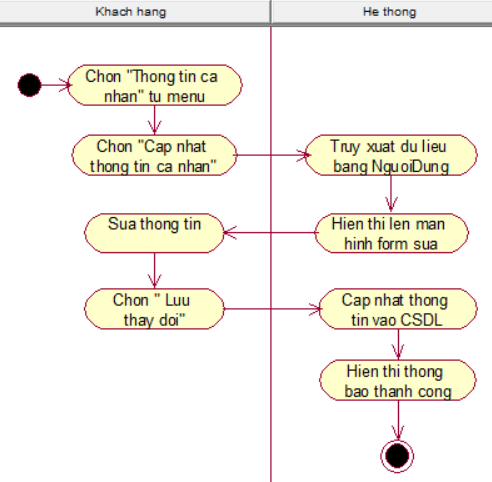 Khach hang
He thong
Chon "Thong tin ca
nhan" tu menu
Chon "Cap nhat
thong tin ca nhan"
Truy xuat du lieu
bang NguoiDung
Hien thi len man
hinh form sua
Sua thong tin
Chon " Luu
thay doi"
Cap nhat thong
tin vao CSDL
Hien thi thong
bao thanh cong